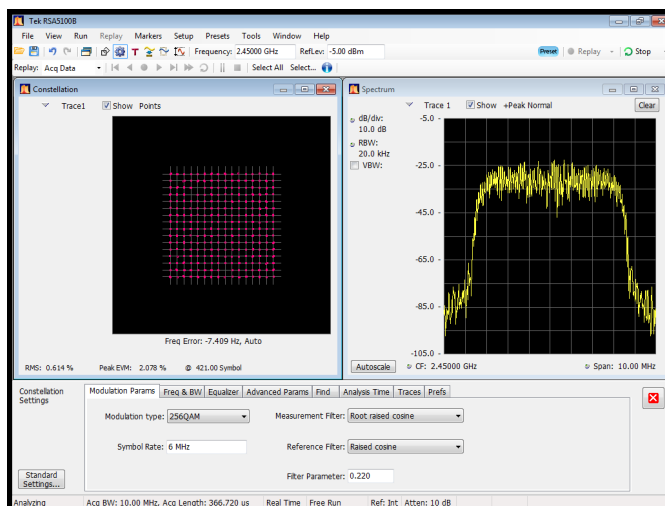 Tek RSA5100B
File View Run Replay Markers Setup Presets Tools Window Help
T Frequency: 2.45000 GHz RefLev: -5.00 dBm Preset Replay Stop
Replay: Acq Data Select All Select...
Constellation
Trace1 Show Points
Freq Error: -7.409 Hz, Auto
RMS: 0.614 % Peak EVM: 2.078 % @ 421.00 Symbol
Spectrum
Trace 1 Show +Peak Normal Clear
dB/div:
10.0 dB
RBW:
20.0 kHz
VBW:
-5.0
-25.0
-45.0
-65.0
-85.0
-105.0
Autoscale CF: 2.45000 GHz Span: 10.00 MHz
Constellation
Settings
Modulation Params Freq & BW Equalizer Advanced Params Find Analysis Time Traces Prefs
Modulation type: 256QAM Measurement Filter: Root raised cosine
Symbol Rate: 6 MHz Reference Filter: Raised cosine
Filter Parameter: 0.220
Standard
Settings...
Analyzing Acq BW: 10.00 MHz, Acq Length: 366.720 us Real Time Free Run Ref: Int Atten: 10 dB